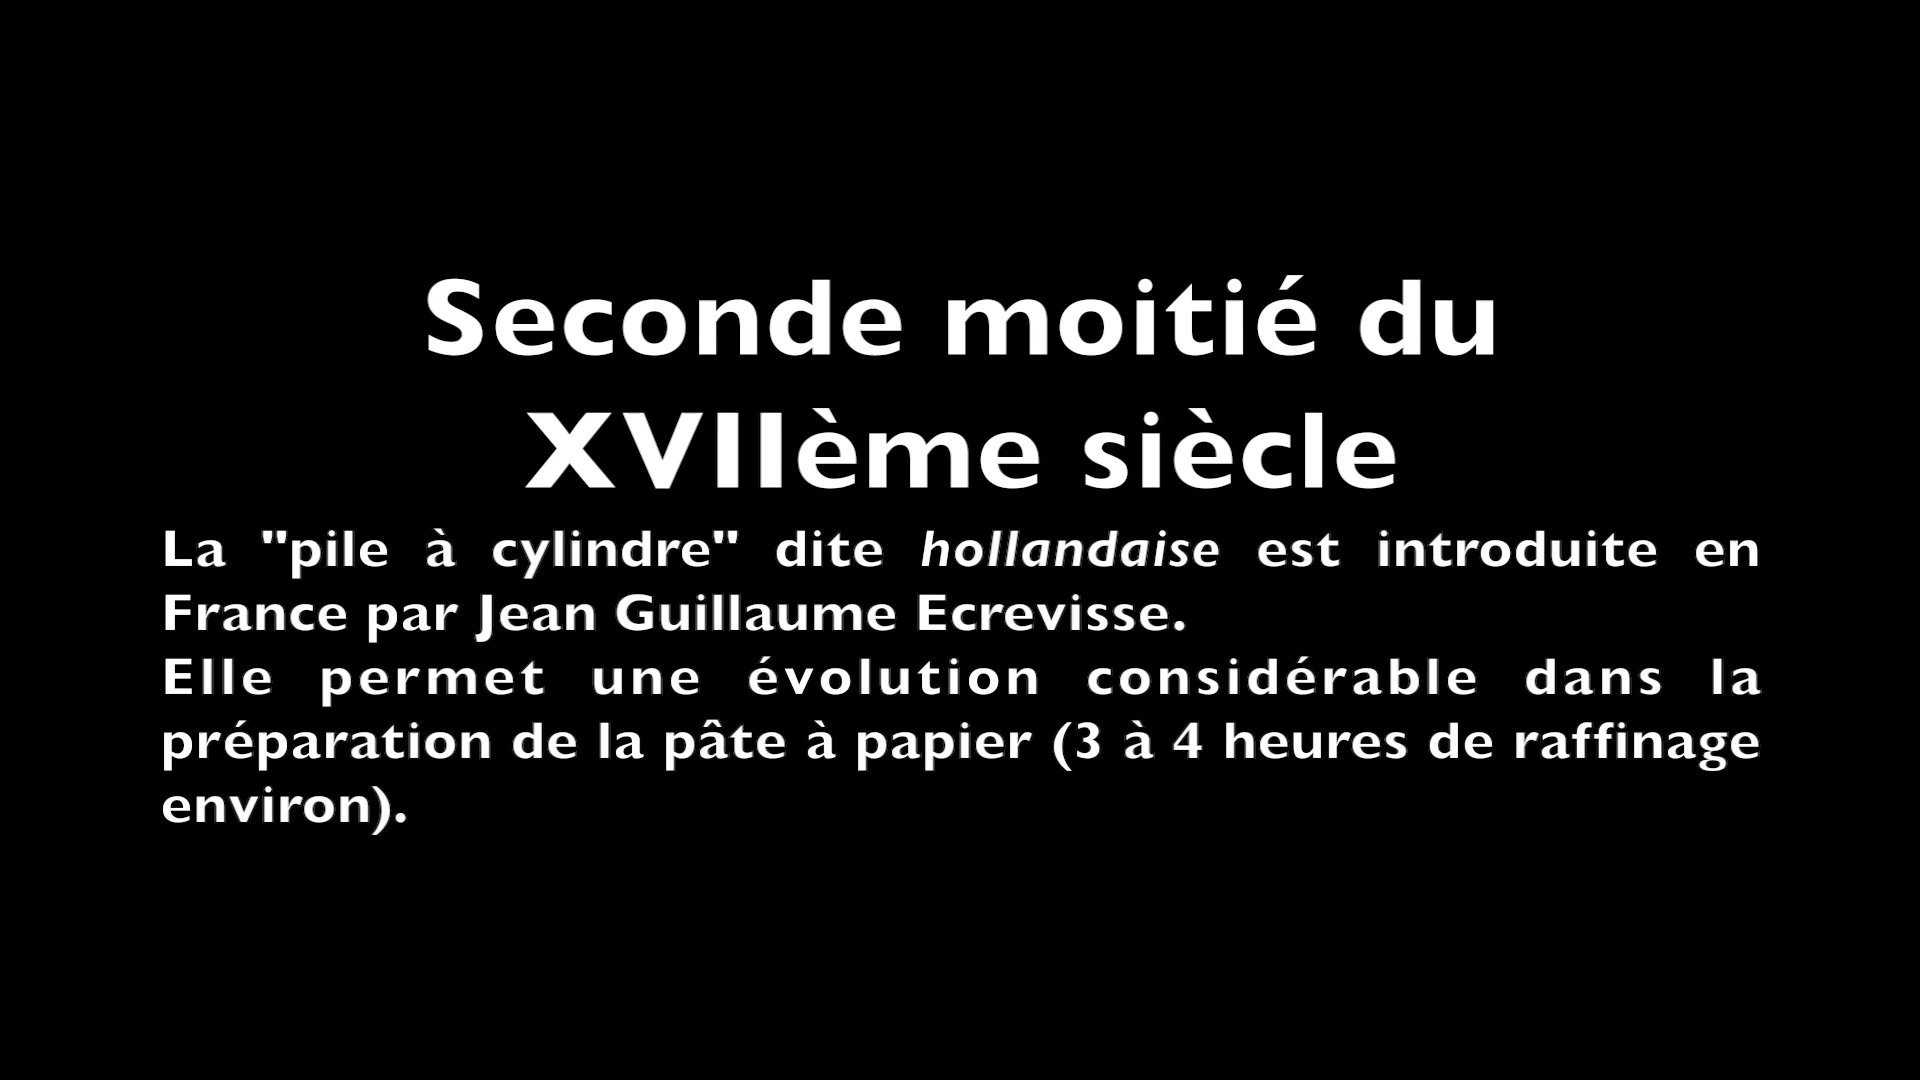 Seconde moitié du
XVIIème siècle
La "pile à cylindre" dite hollandaise est introduite en
France par Jean Guillaume Ecrevisse.
Elle permet une évolution considérable dans la
préparation de la pâte à papier (3 à 4 heures de raffinage
environ).